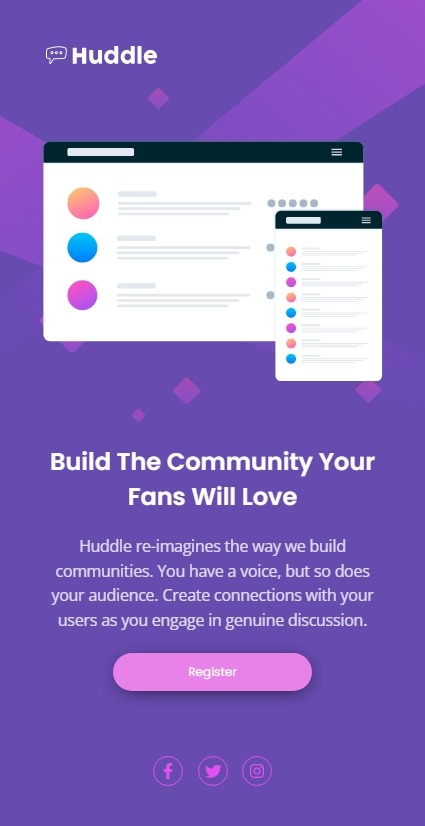 Huddle
Build The Community Your
Fans Will Love
Huddle re-imagines the way we build
communities. You have a voice, but so does
your audience. Create connections with your
users as you engage in genuine discussion.
Register